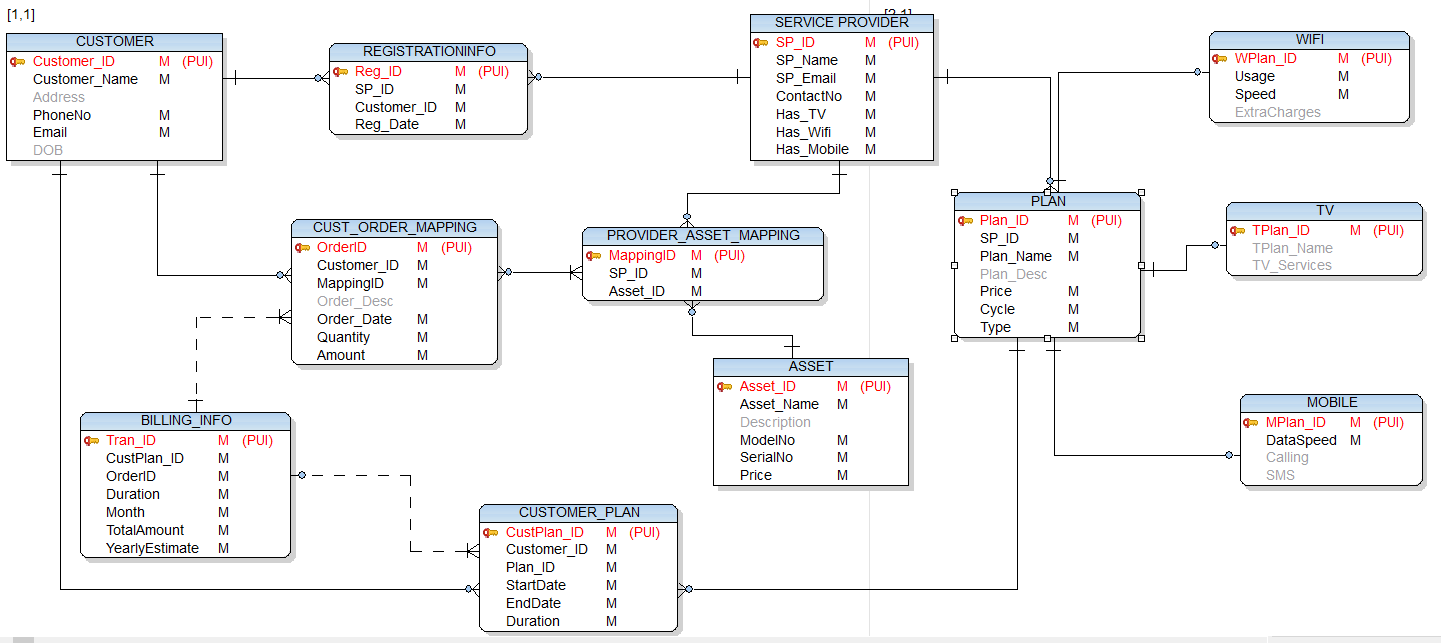 [1,1]
CUSTOMER
Customer_ID M (PUI)
Customer_Name M
Address
PhoneNo M
Email M
DOB
REGISTRATIONINFO
Reg_ID M (PUI)
SP_ID M
Customer_ID M
Reg_Date M
SERVICE PROVIDER
SP_ID M (PUI)
SP_Name M
SP_Email M
ContactNo M
Has_TV M
Has_Wifi M
Has_Mobile M
WIFI
WPlan_ID M (PUI)
Usage M
Speed M
ExtraCharges
CUST_ORDER_MAPPING
OrderID M (PUI)
Customer_ID M
MappingID M
Order_Desc
Order_Date M
Quantity M
Amount M
PROVIDER_ASSET_MAPPING
MappingID M (PUI)
SP_ID M
Asset_ID M
PLAN
Plan_ID M (PUI)
SP_ID M
Plan_Name M
Plan_Desc
Price M
Cycle M
Type M
TV
TPlan_ID M (PUI)
TPlan_Name
TV_Services
ASSET
Asset_ID M (PUI)
Asset_Name M
Description
ModelNo M
SerialNo M
Price M
MOBILE
MPlan_ID M (PUI)
DataSpeed M
Calling
SMS
BILLING_INFO
Tran_ID M (PUI)
CustPlan_ID M
OrderID M
Duration M
Month M
TotalAmount M
YearlyEstimate M
CUSTOMER_PLAN
CustPlan_ID M (PUI)
Customer_ID M
Plan_ID M
StartDate M
EndDate M
Duration M